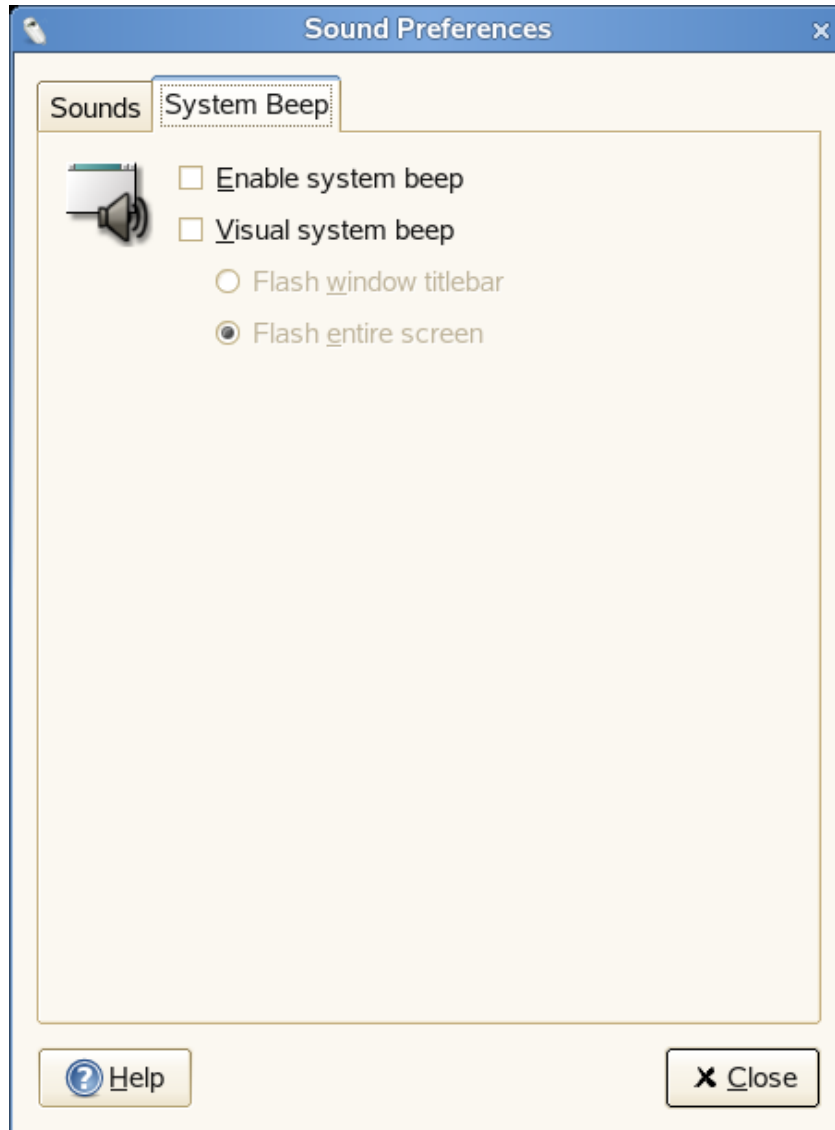 Sound Preferences
Sounds
System Beep
Enable system beep
Visual system beep
Flash window titlebar
Flash entire screen
Help
Close